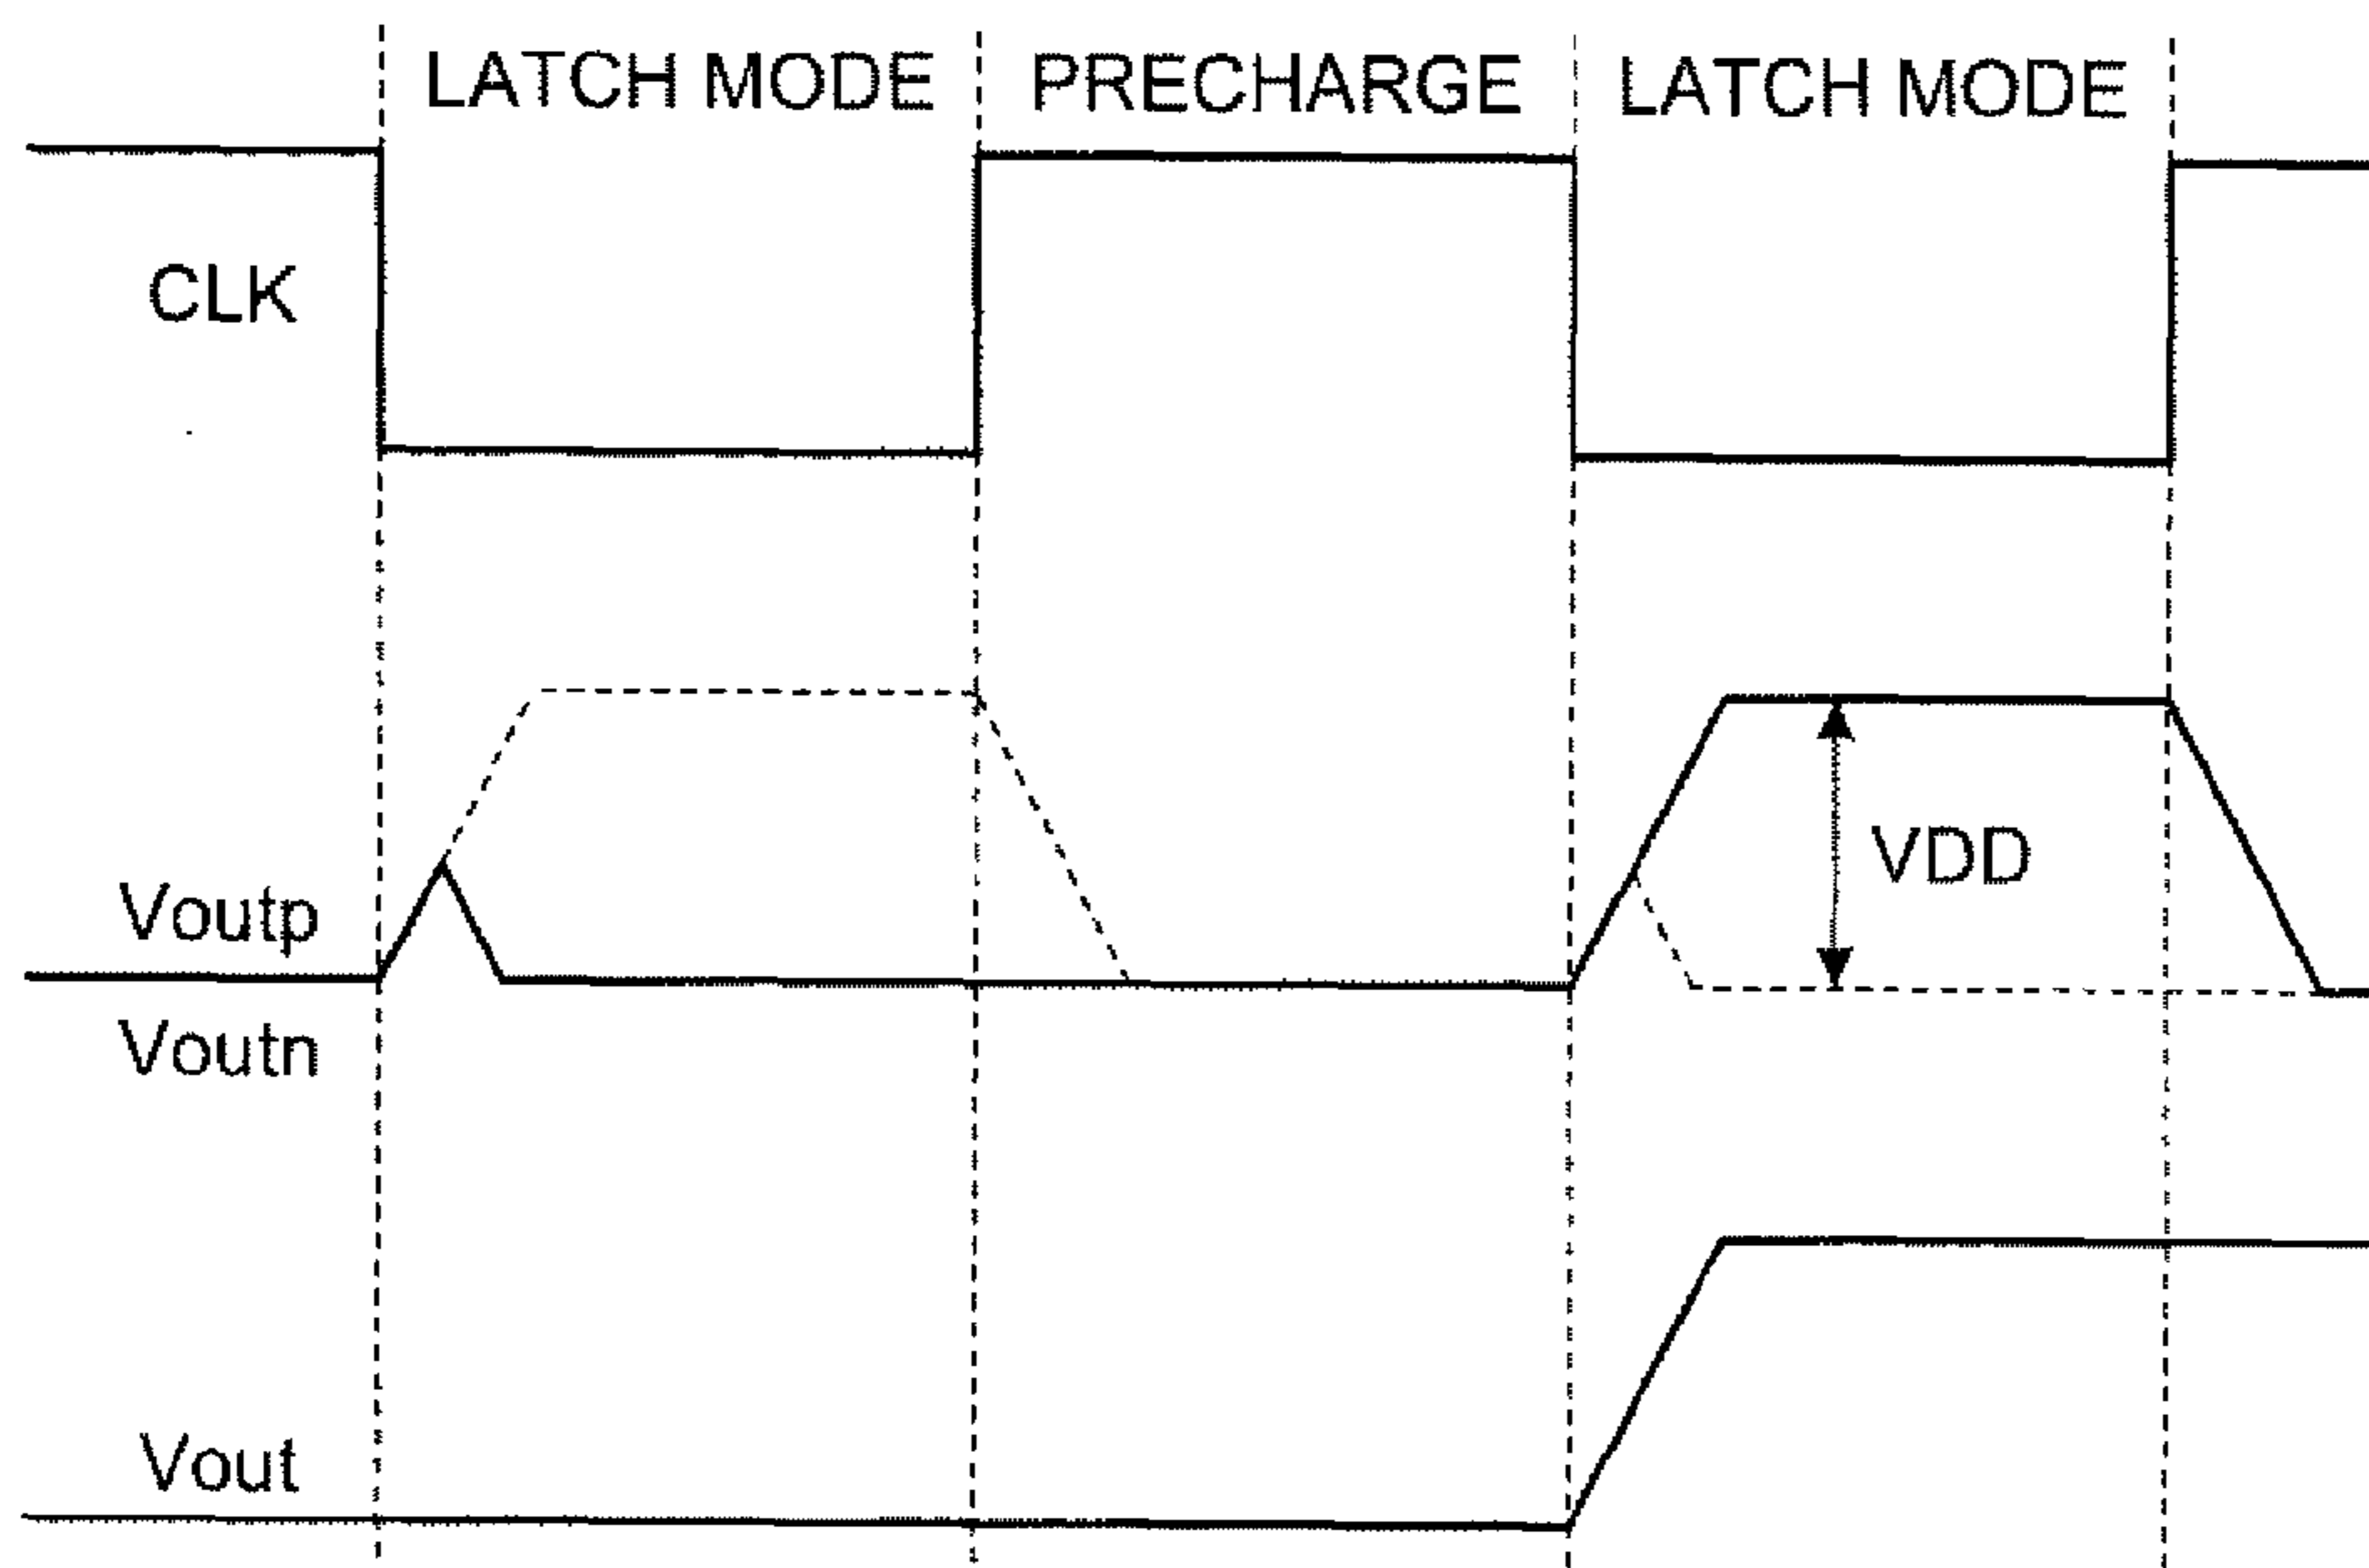 LATCH MODE
PRECHARGE
LATCH MODE
CLK
VDD
Voutp
Voutn
Vout